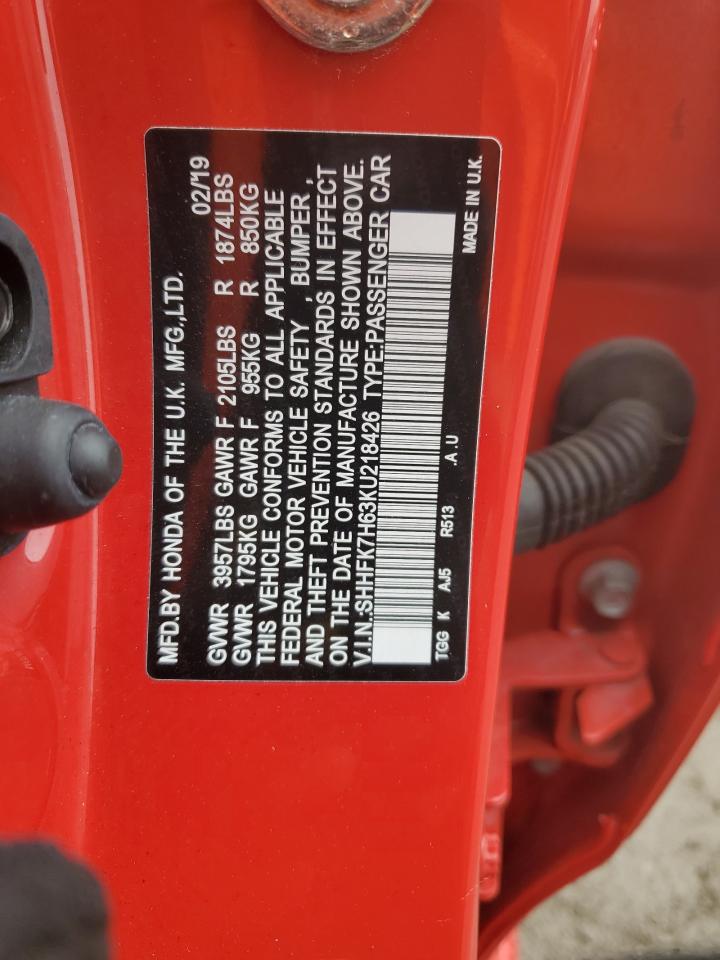 MFD.BY HONDA OF THE U.K. MFG.,LTD. 02/'19
GVWR 3957LBS GAWR F 2105LBS R 1874LBS
GVWR 1795KG GAWR F 955KG R 850KG
THIS VEHICLE CONFORMS TO ALL APPLICABLE
FEDERAL MOTOR VEHICLE SAFETY , BUMPER ,
AND THEFT PREVENTION STANDARDS IN EFFECT
ON THE DATE OF MANUFACTURE SHOWN ABOVE.
V.I.N.:SHHFK7H63KU218426 TYPE:PASSENGER CAR
TGG K AJ5 R513 .A.U MADE IN U.K.